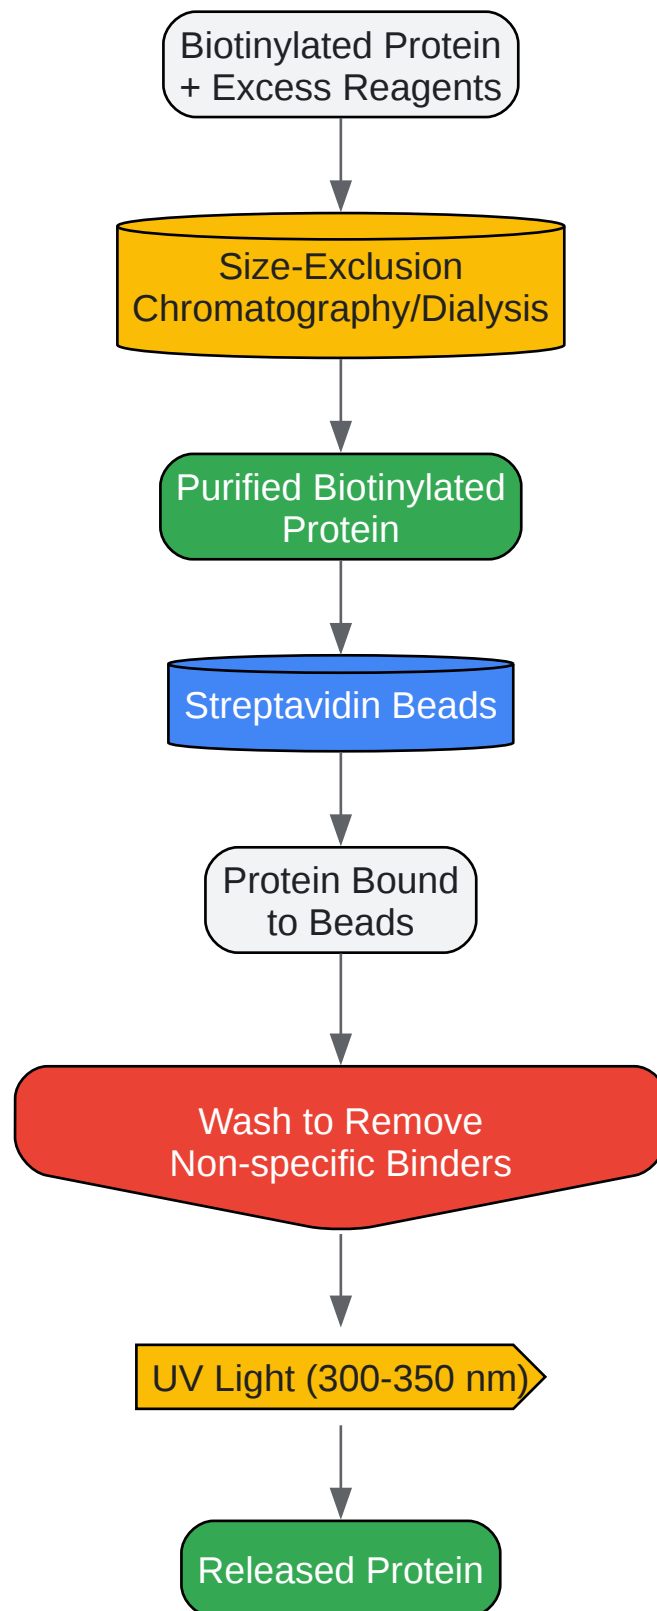 Biotinylated Protein
+ Excess Reagents
Size-Exclusion
Chromatography/Dialysis
Purified Biotinylated
Protein
Streptavidin Beads
Protein Bound
to Beads
Wash to Remove
Non-specific Binders
UV Light (300-350 nm)
Released Protein